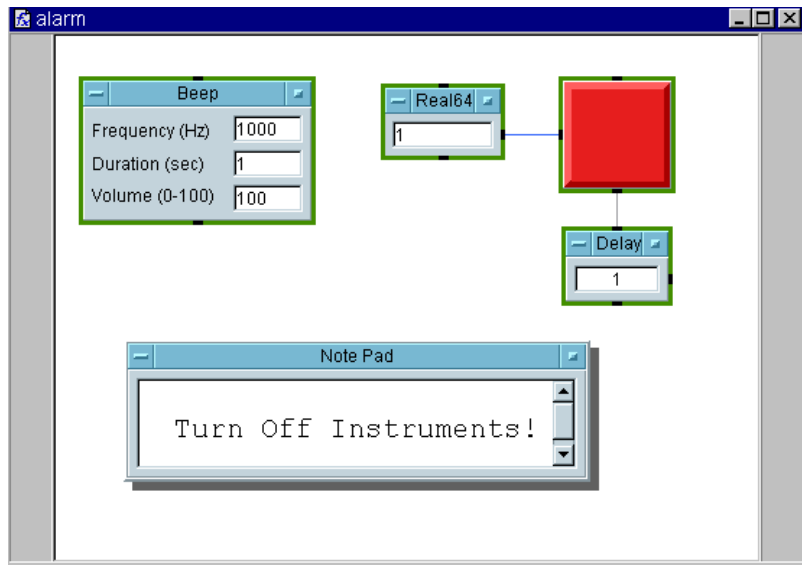 alarm
Beep
Frequency (Hz) 1000
Duration (sec) 1
Volume (0-100) 100
Real64
1
Delay
1
Note Pad
Turn Off Instruments!